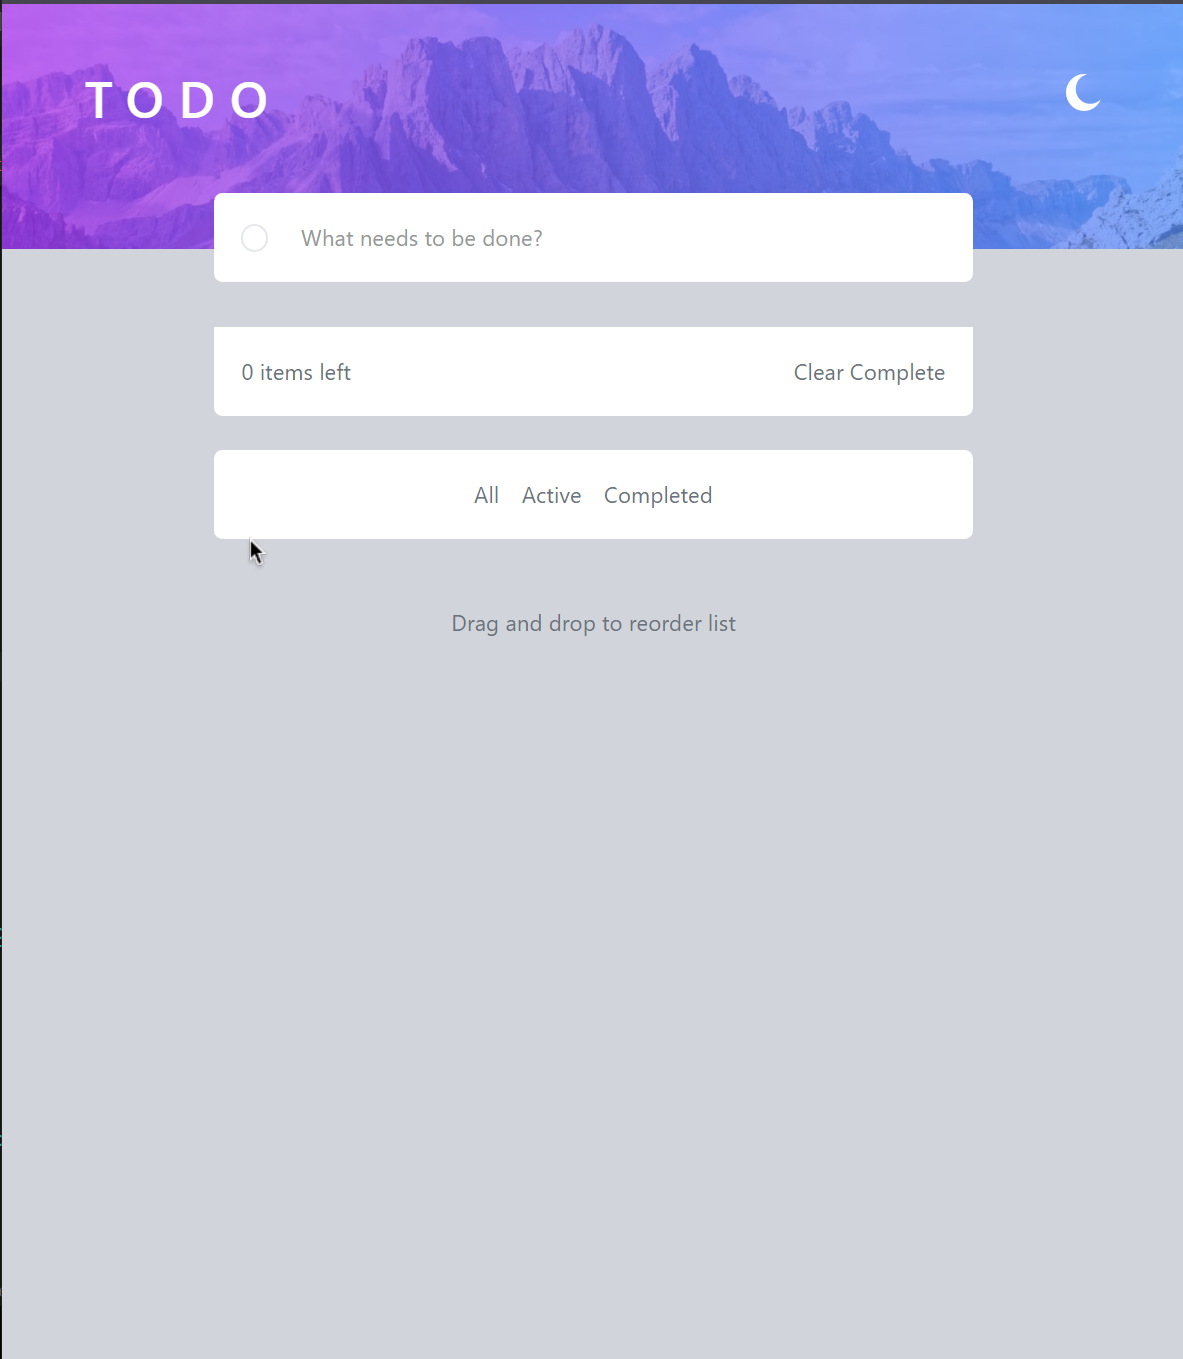 TODO
What needs to be done?
0 items left Clear Complete
All Active Completed
Drag and drop to reorder list